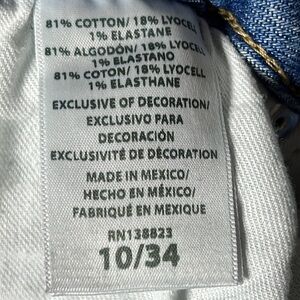 81% COTTON/ 18% LYOCELL
1% ELASTANE
81% ALGODÓN/ 18% LYOCELL
1% ELASTANO
81% COTON/ 18% LYOCELL
1% ELASTHANE
EXCLUSIVE OF DECORATION/
EXCLUSIVO PARA
DECORACIÓN
EXCLUSIVITÉ DE DÉCORATION
MADE IN MEXICO/
HECHO EN MÉXICO/
FABRIQUÉ EN MEXIQUE
RN138823
10/34